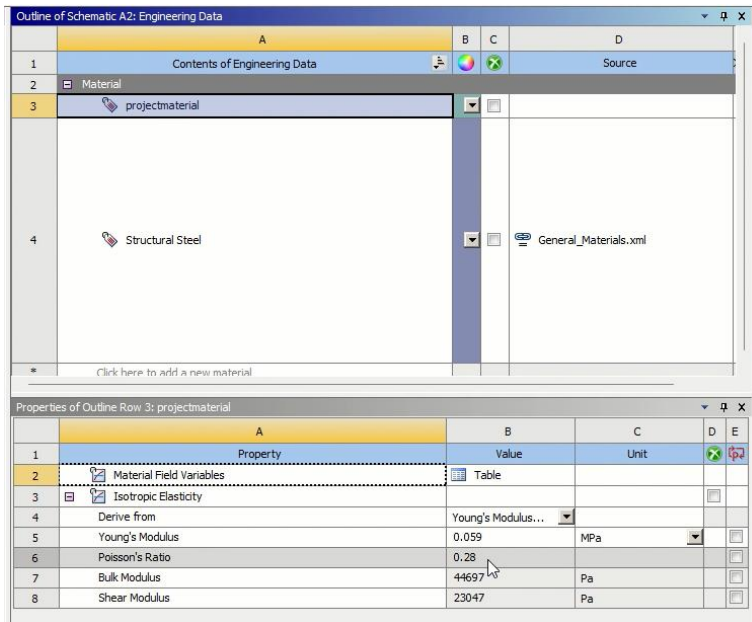 Outline of Schematic A2: Engineering Data
A B C D
1 Contents of Engineering Data Source
2 Material
3 projectmaterial
4 Structural Steel General_Materials.xml
* Click here to add a new material
Properties of Outline Row 3: projectmaterial
A B C D E
1 Property Value Unit
2 Material Field Variables Table
3 Isotropic Elasticity
4 Derive from Young's Modulus...
5 Young's Modulus 0.059 MPa
6 Poisson's Ratio 0.28
7 Bulk Modulus 44697 Pa
8 Shear Modulus 23047 Pa